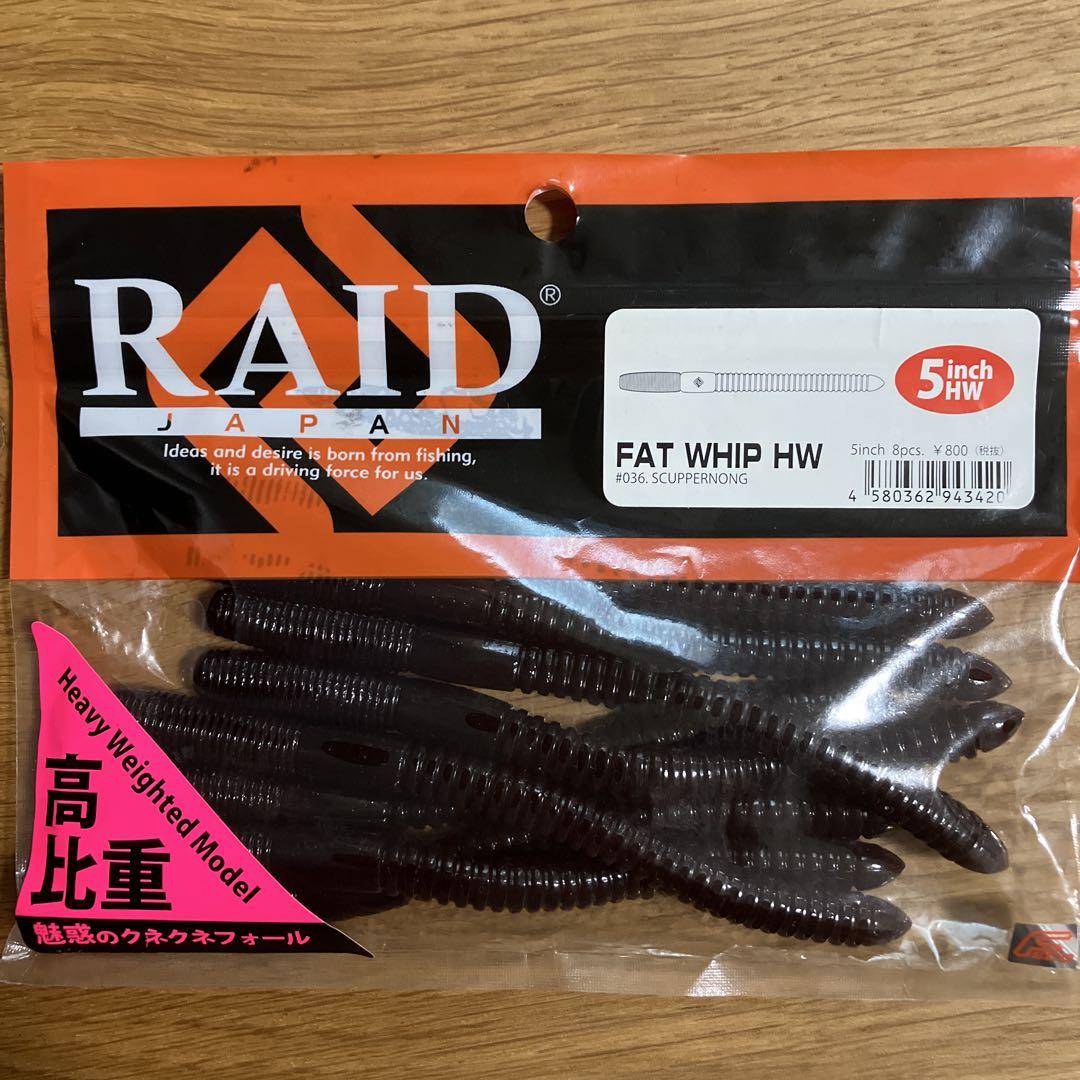 RAID®
JAPAN
Ideas and desire is born from fishing,
it is a driving force for us.
5inch
HW
FAT WHIP HW
5inch 8pcs. ¥800（税抜）
#036. SCUPPERNONG
4 580362 943420
Heavy Weighted Model
高
比重
魅惑のクネクネフォール